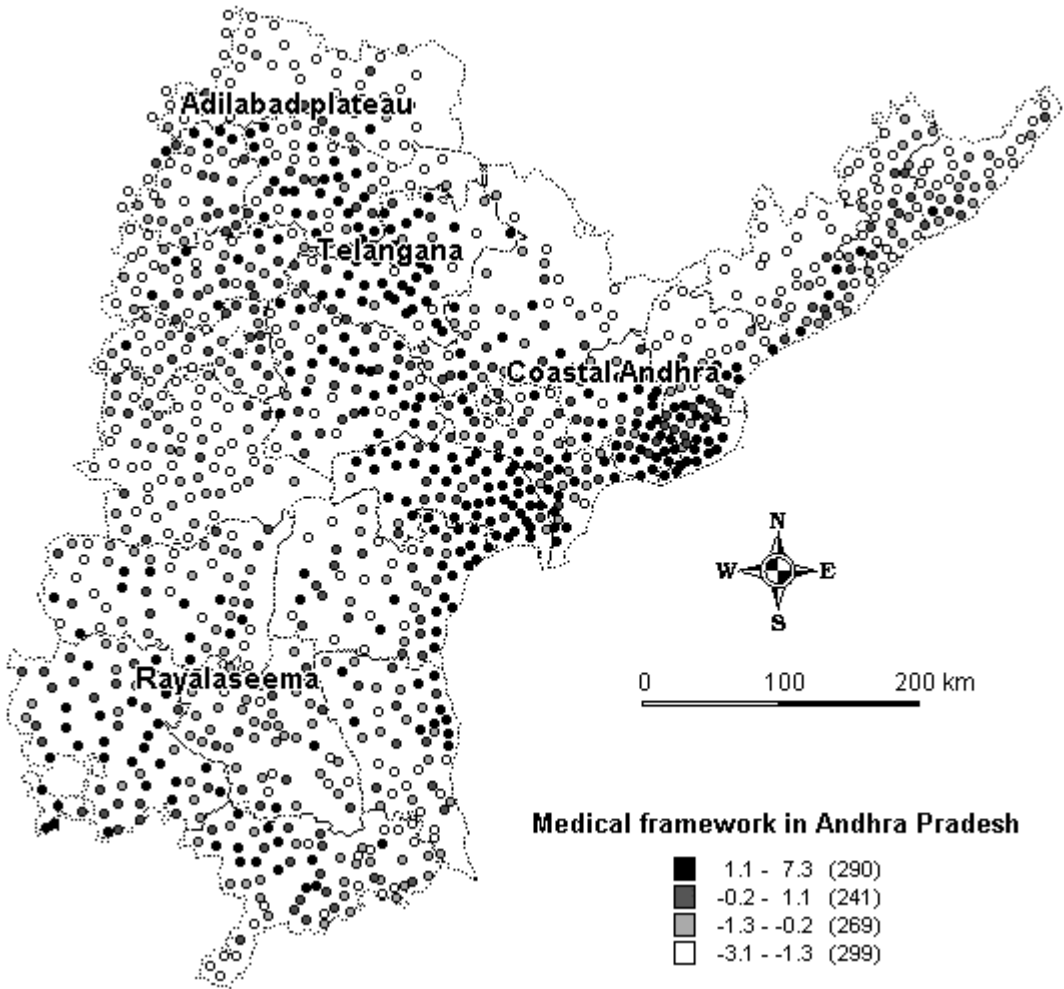 Adilabad plateau
Telangana
Coastal Andhra
N
W E
S
Rayalaseema
0 100 200 km
Medical framework in Andhra Pradesh
1.1 - 7.3 (290)
-0.2 - 1.1 (241)
-1.3 - -0.2 (269)
-3.1 - -1.3 (299)